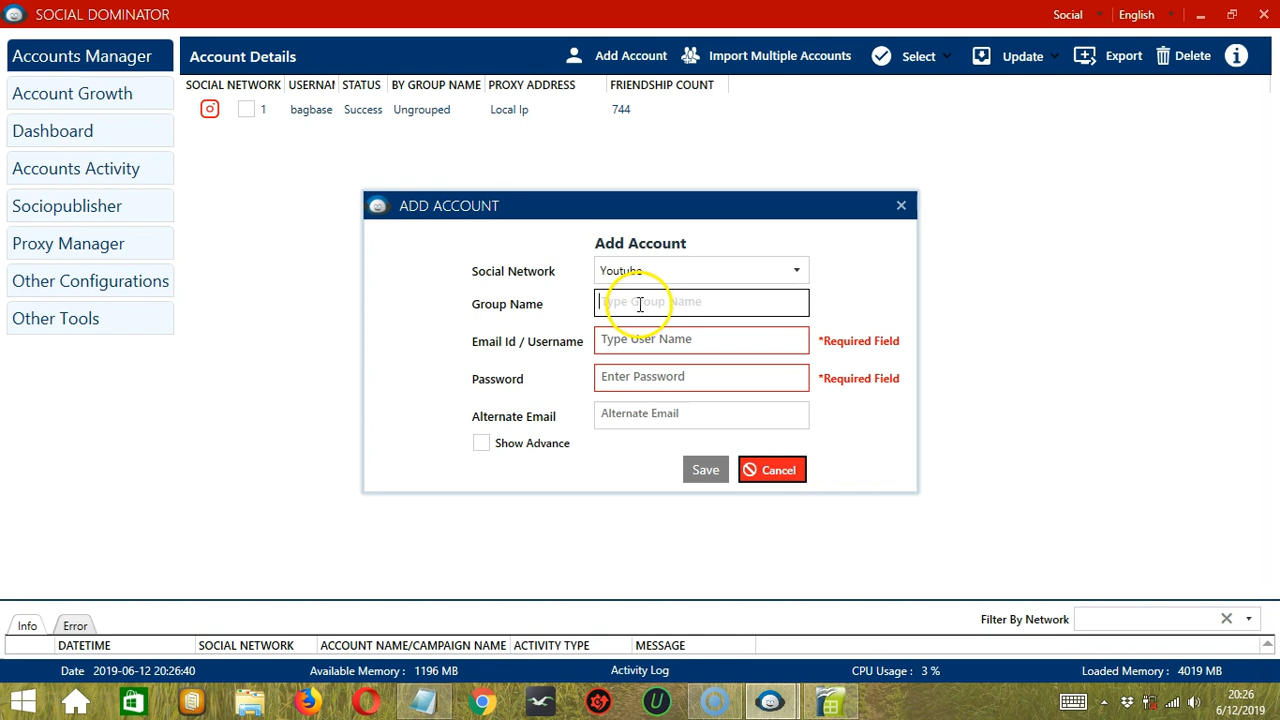 SOCIAL DOMINATOR
Social
English
Accounts Manager
Account Growth
Dashboard
Accounts Activity
Sociopublisher
Proxy Manager
Other Configurations
Other Tools
Account Details
Add Account
Import Multiple Accounts
Select
Update
Export
Delete
SOCIAL NETWORK USERNAI STATUS BY GROUP NAME PROXY ADDRESS FRIENDSHIP COUNT
1 bagbase Success Ungrouped Local Ip 744
ADD ACCOUNT
Add Account
Social Network Youtube
Group Name Type Group Name
Email Id / Username Type User Name *Required Field
Password Enter Password *Required Field
Alternate Email Alternate Email
Show Advance
Save Cancel
Info Error Filter By Network
DATETIME SOCIAL NETWORK ACCOUNT NAME/CAMPAIGN NAME ACTIVITY TYPE MESSAGE
Date 2019-06-12 20:26:40 Available Memory : 1196 MB Activity Log CPU Usage : 3 % Loaded Memory : 4019 MB
20:26
6/12/2019